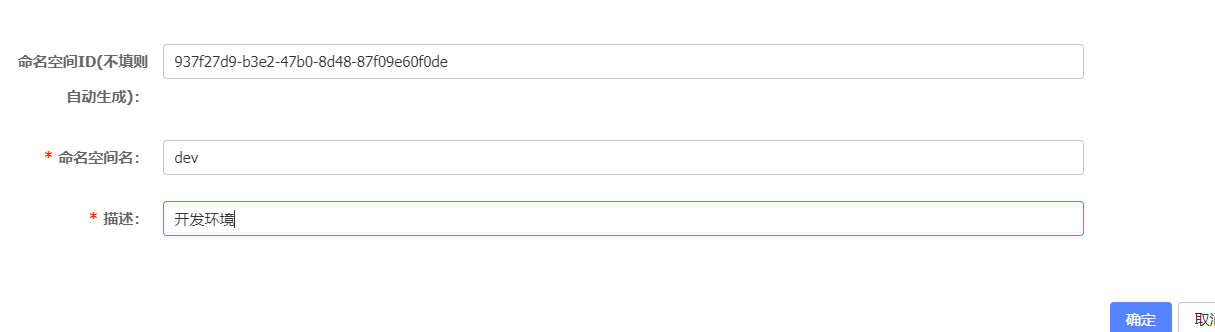 命名空间ID(不填则 937f27d9-b3e2-47b0-8d48-87f09e60f0de
自动生成)：
* 命名空间名： dev
* 描述： 开发环境
确定 取消